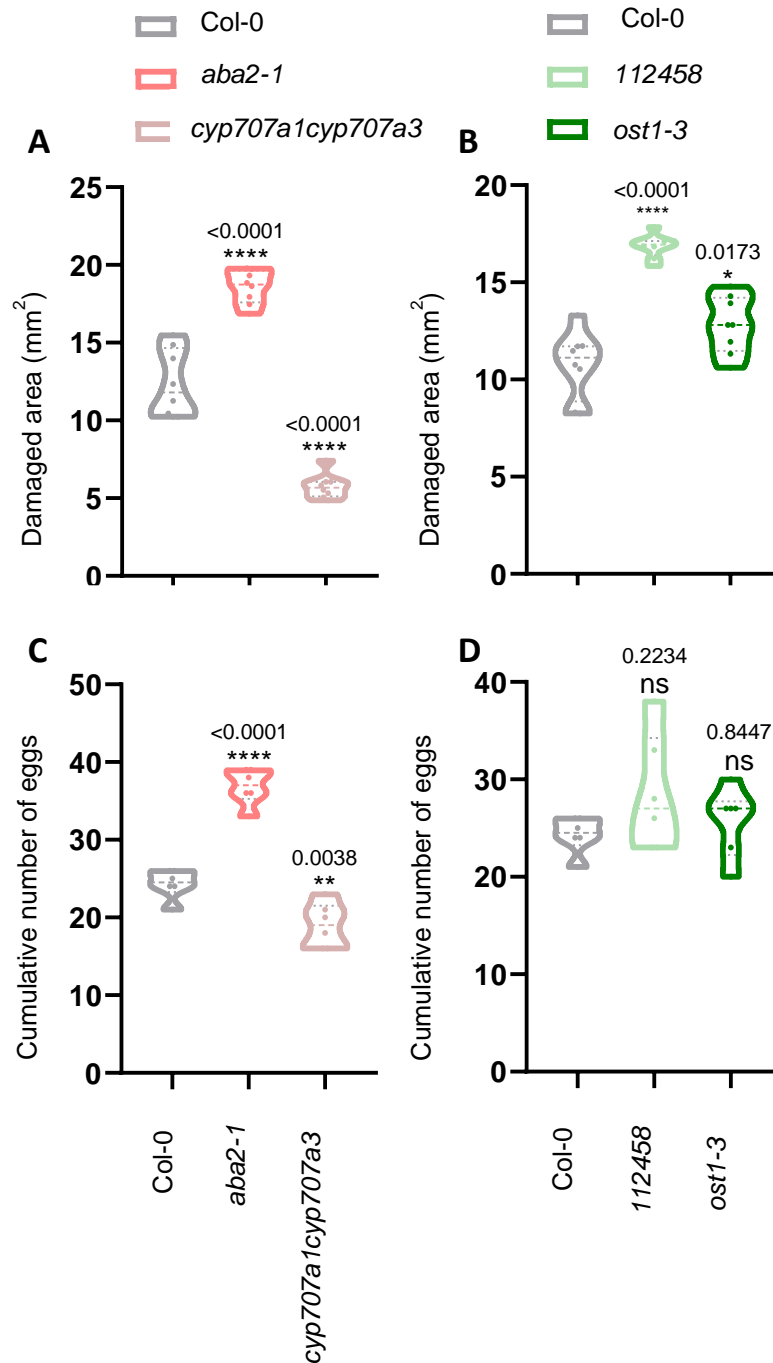 Col-0
aba2-1
cyp707a1cyp707a3
Col-0
112458
ost1-3
A
Damaged area (mm²)
25
20
15
10
5
0
<0.0001
****
<0.0001
****
B
Damaged area (mm²)
20
15
10
5
0
<0.0001
****
0.0173
*
C
Cumulative number of eggs
50
40
30
20
10
0
<0.0001
****
0.0038
**
Col-0
aba2-1
cyp707a1cyp707a3
D
Cumulative number of eggs
40
30
20
10
0
0.2234
ns
0.8447
ns
Col-0
112458
ost1-3